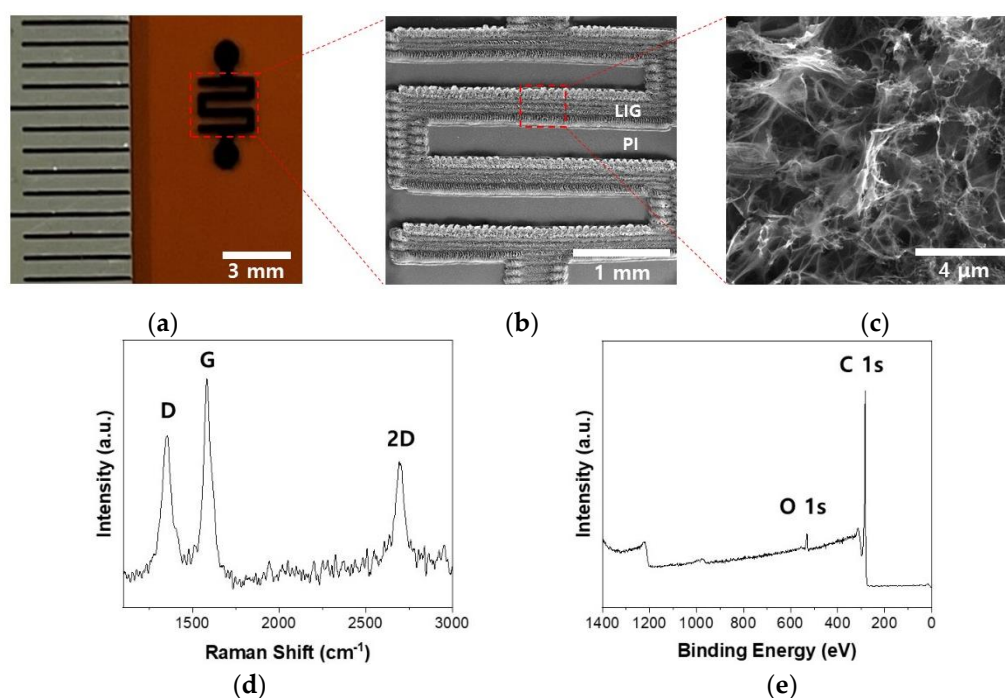 3 mm
LIG
PI
1 mm
4 μm
(a)
(b)
(c)
D
G
2D
Intensity (a.u.)
1500 2000 2500 3000
Raman Shift (cm⁻¹)
(d)
C 1s
O 1s
Intensity (a.u.)
1400 1200 1000 800 600 400 200 0
Binding Energy (eV)
(e)